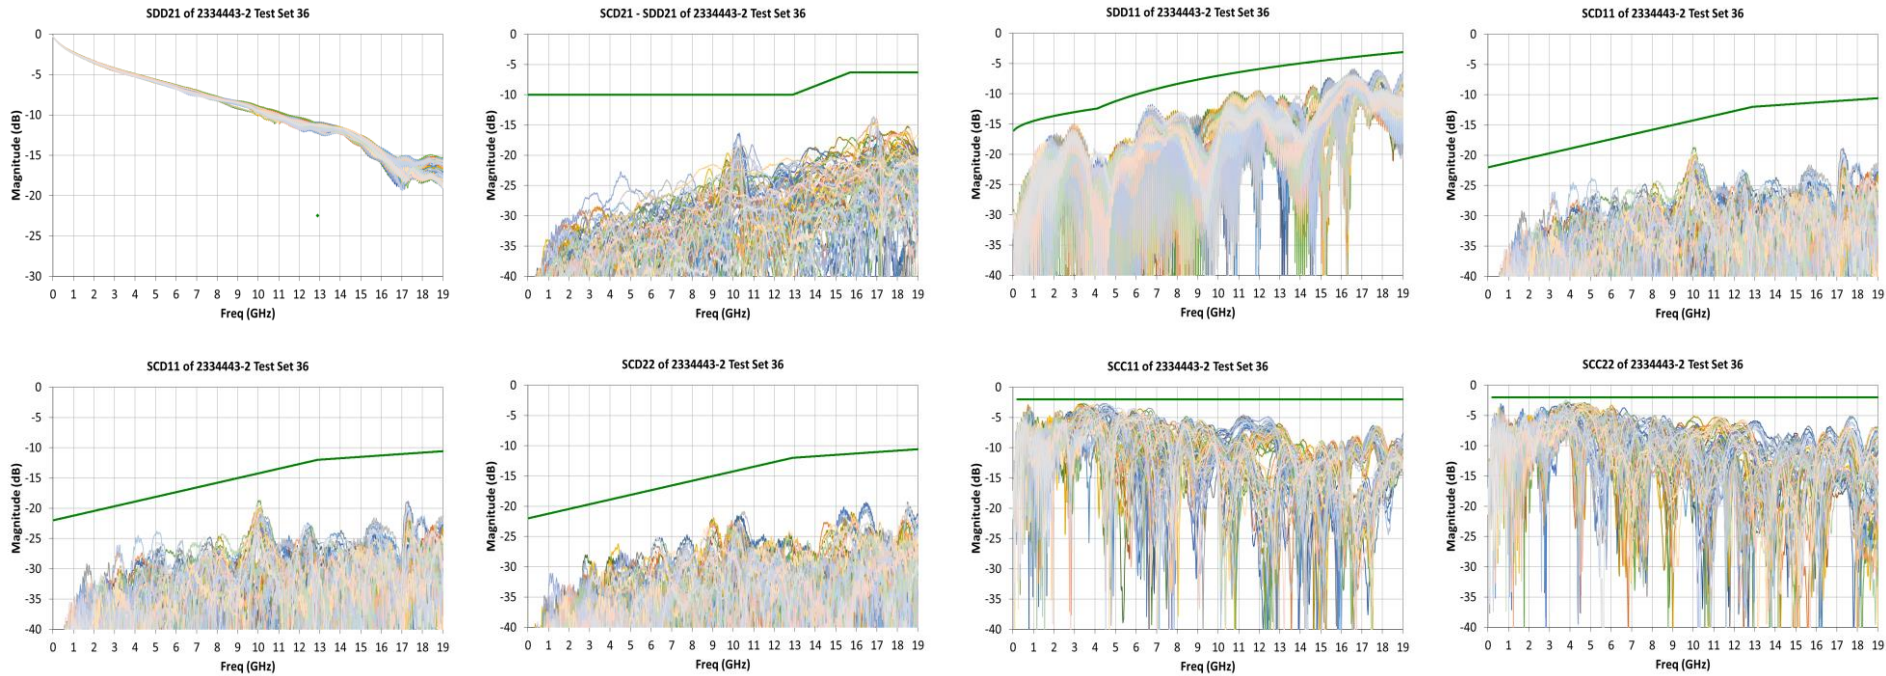 SDD21 of 2334443-2 Test Set 36
0
-5
-10
-15
-20
-25
-30
Magnitude (dB)
0 1 2 3 4 5 6 7 8 9 10 11 12 13 14 15 16 17 18 19
Freq (GHz)
SCD21 - SDD21 of 2334443-2 Test Set 36
0
-5
-10
-15
-20
-25
-30
-35
-40
Magnitude (dB)
0 1 2 3 4 5 6 7 8 9 10 11 12 13 14 15 16 17 18 19
Freq (GHz)
SDD11 of 2334443-2 Test Set 36
0
-5
-10
-15
-20
-25
-30
-35
-40
Magnitude (dB)
0 1 2 3 4 5 6 7 8 9 10 11 12 13 14 15 16 17 18 19
Freq (GHz)
SCD11 of 2334443-2 Test Set 36
0
-5
-10
-15
-20
-25
-30
-35
-40
Magnitude (dB)
0 1 2 3 4 5 6 7 8 9 10 11 12 13 14 15 16 17 18 19
Freq (GHz)
SCD11 of 2334443-2 Test Set 36
0
-5
-10
-15
-20
-25
-30
-35
-40
Magnitude (dB)
0 1 2 3 4 5 6 7 8 9 10 11 12 13 14 15 16 17 18 19
Freq (GHz)
SCD22 of 2334443-2 Test Set 36
0
-5
-10
-15
-20
-25
-30
-35
-40
Magnitude (dB)
0 1 2 3 4 5 6 7 8 9 10 11 12 13 14 15 16 17 18 19
Freq (GHz)
SCC11 of 2334443-2 Test Set 36
0
-5
-10
-15
-20
-25
-30
-35
-40
Magnitude (dB)
0 1 2 3 4 5 6 7 8 9 10 11 12 13 14 15 16 17 18 19
Freq (GHz)
SCC22 of 2334443-2 Test Set 36
0
-5
-10
-15
-20
-25
-30
-35
-40
Magnitude (dB)
0 1 2 3 4 5 6 7 8 9 10 11 12 13 14 15 16 17 18 19
Freq (GHz)